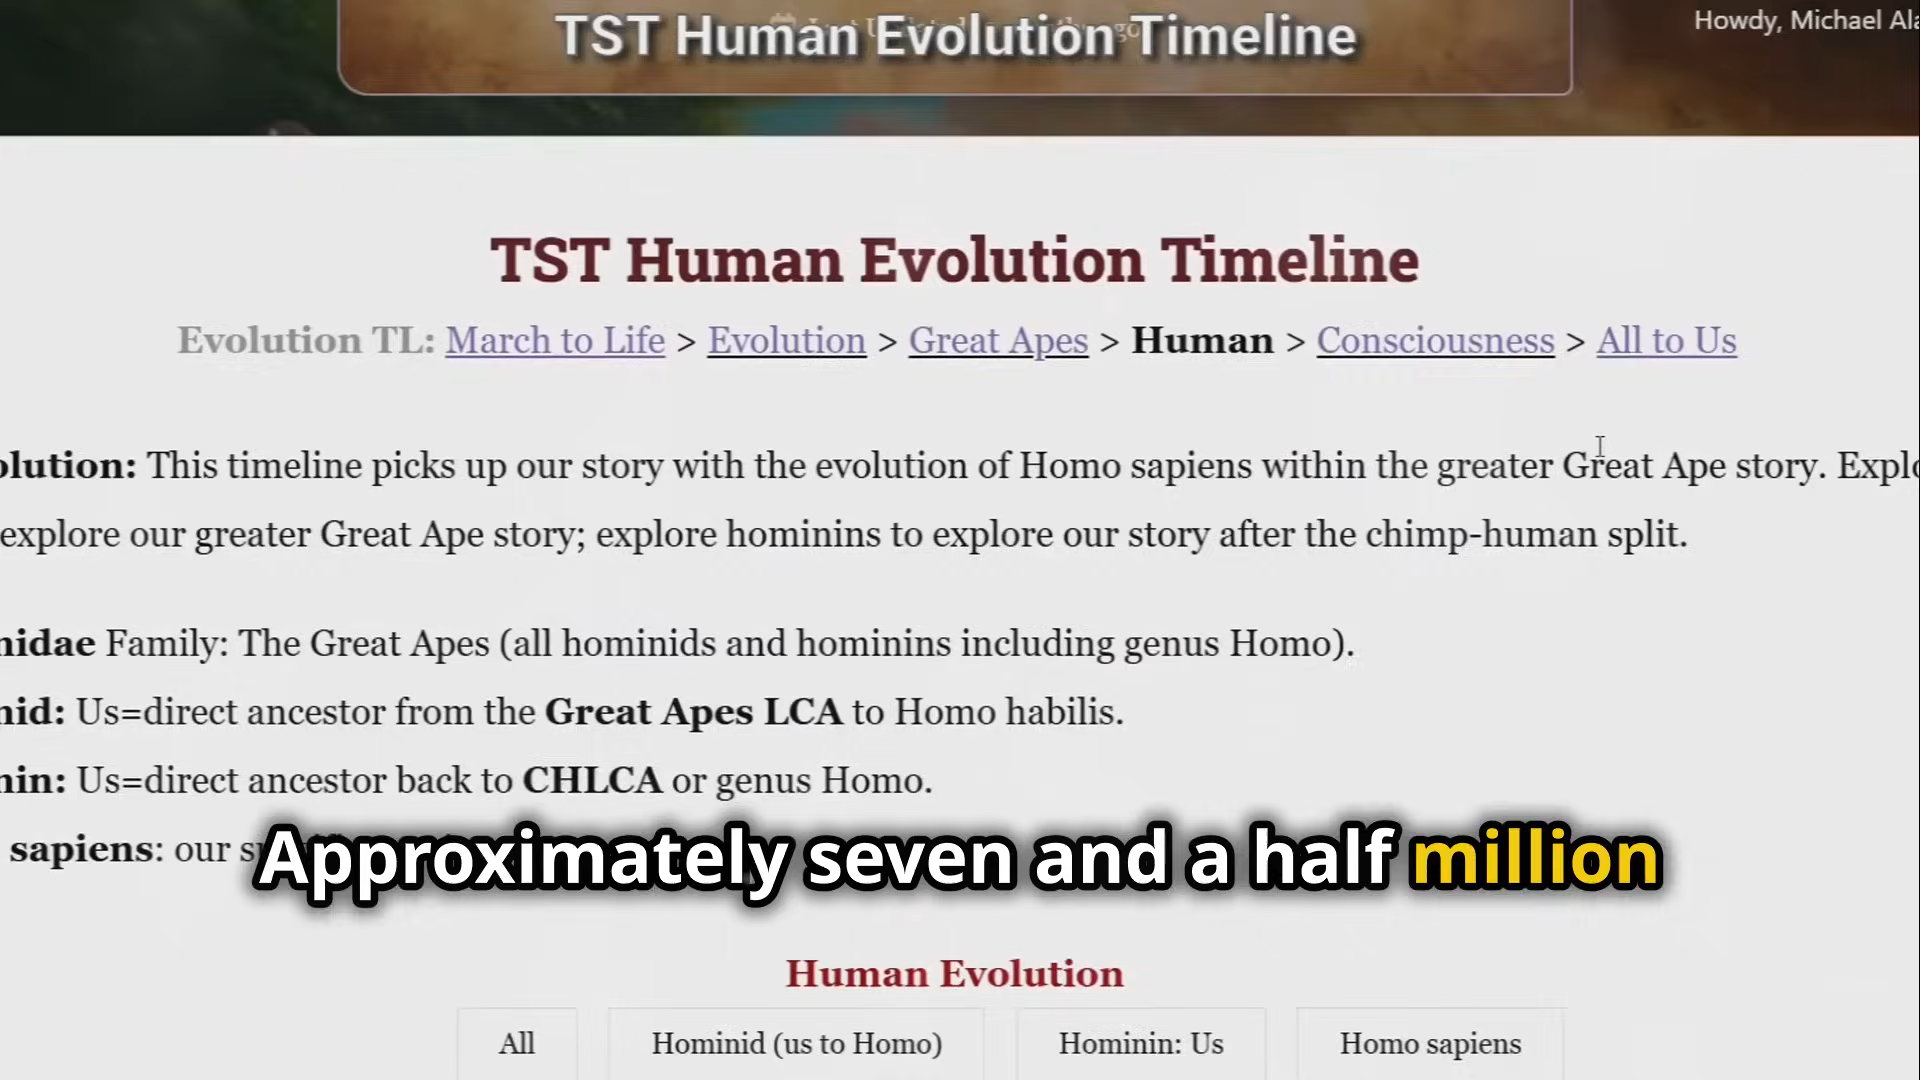 TST Human Evolution Timeline
Howdy, Michael Ala
TST Human Evolution Timeline
Evolution TL: March to Life > Evolution > Great Apes > Human > Consciousness > All to Us
olution: This timeline picks up our story with the evolution of Homo sapiens within the greater Great Ape story. Explo
explore our greater Great Ape story; explore hominins to explore our story after the chimp-human split.
nidae Family: The Great Apes (all hominids and hominins including genus Homo).
nid: Us=direct ancestor from the Great Apes LCA to Homo habilis.
nin: Us=direct ancestor back to CHLCA or genus Homo.
sapiens: our
Approximately seven and a half million
Human Evolution
All
Hominid (us to Homo)
Hominin: Us
Homo sapiens